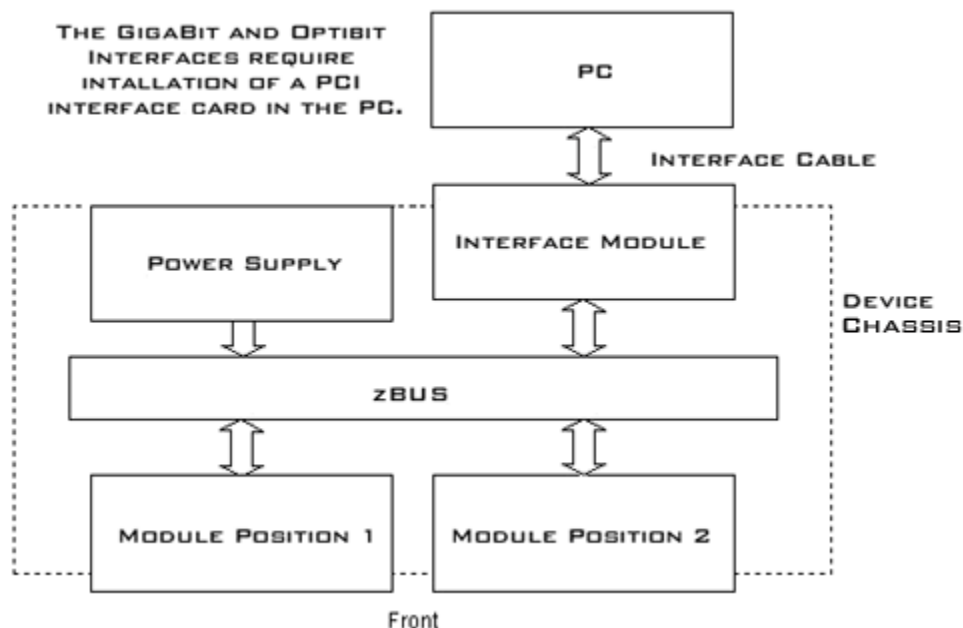 The GigaBit and Optibit
Interfaces require
intallation of a PCI
interface card in the PC.
PC
Interface Cable
Interface Module
Power Supply
Device
Chassis
zBUS
Module Position 1
Module Position 2
Front